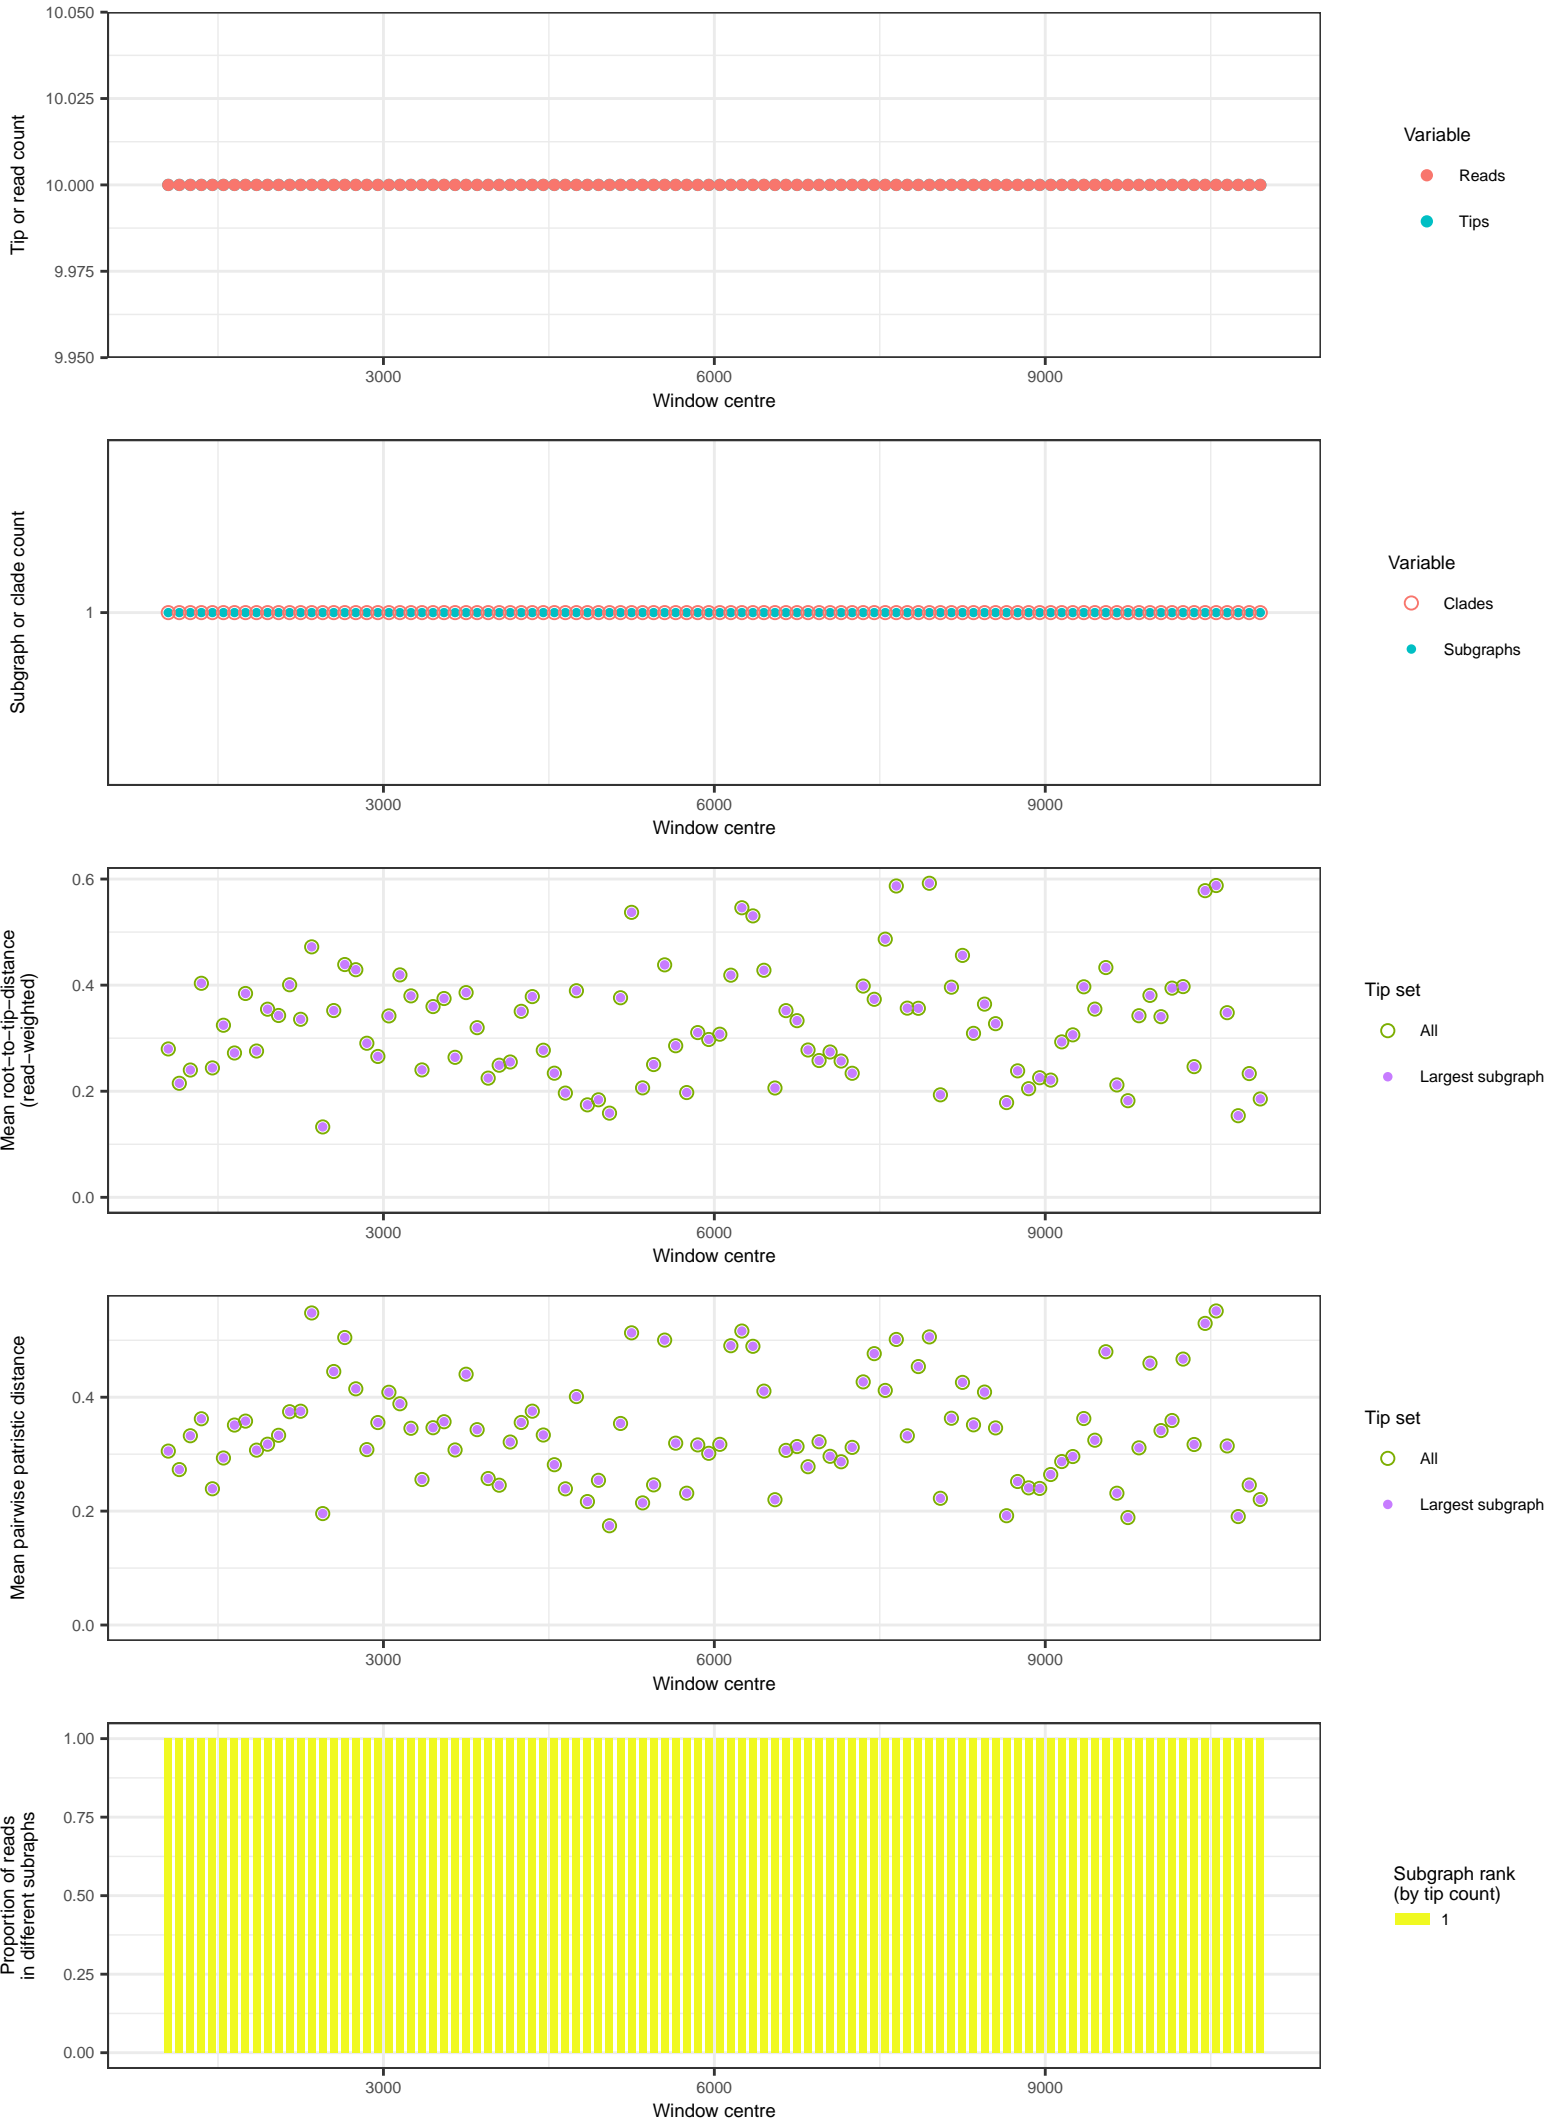 10.050
10.025
10.000
9.975
9.950
Tip or read count
3000
6000
9000
Window centre
Variable
Reads
Tips
1
Subgraph or clade count
3000
6000
9000
Window centre
Variable
Clades
Subgraphs
0.6
0.4
0.2
0.0
Mean root−to−tip−distance
(read−weighted)
3000
6000
9000
Window centre
Tip set
All
Largest subgraph
0.4
0.2
0.0
Mean pairwise patristic distance
3000
6000
9000
Window centre
Tip set
All
Largest subgraph
1.00
0.75
0.50
0.25
0.00
Proportion of reads
in different subraphs
3000
6000
9000
Window centre
Subgraph rank
(by tip count)
1